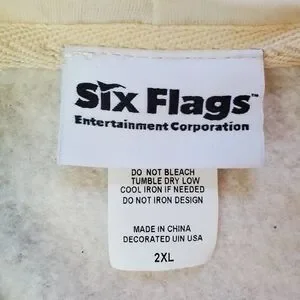 Six Flags™
Entertainment Corporation
DO NOT BLEACH
TUMBLE DRY LOW
COOL IRON IF NEEDED
DO NOT IRON DESIGN
MADE IN CHINA
DECORATED UIN USA
2XL